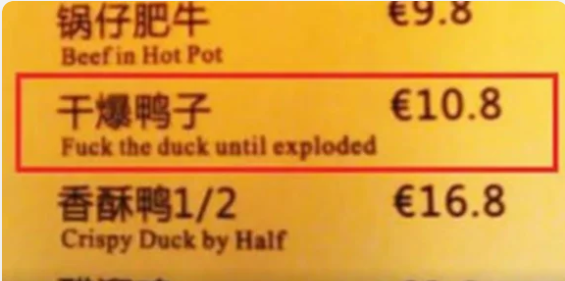 锅仔肥牛 €9.8
Beef in Hot Pot
干爆鸭子 €10.8
Fuck the duck until exploded
香酥鸭1/2 €16.8
Crispy Duck by Half